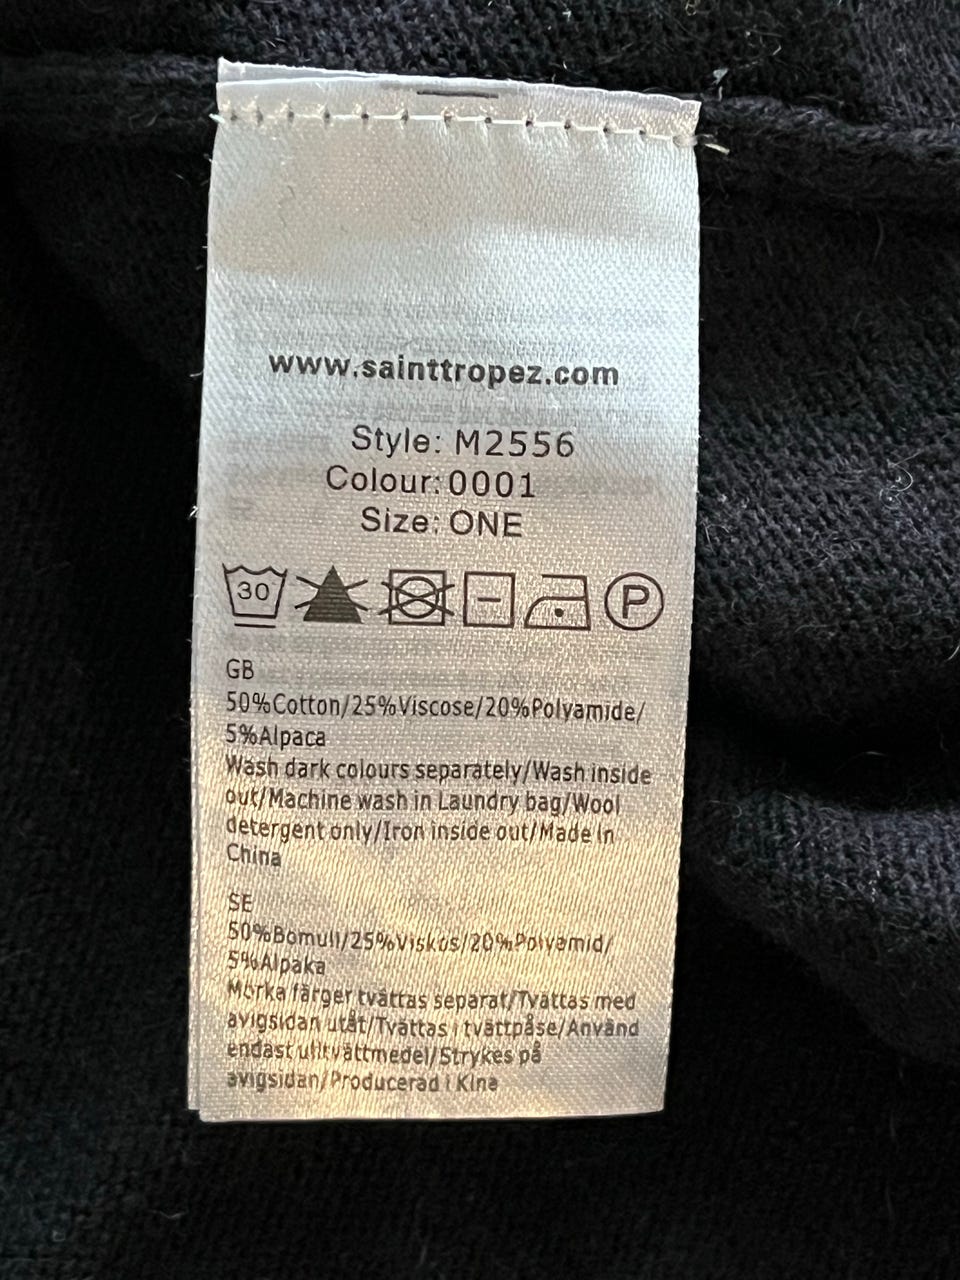 www.sainttropez.com
Style: M2556
Colour: 0001
Size: ONE
30 P
GB
50%Cotton/25%Viscose/20%Polyamide/
5%Alpaca
Wash dark colours separately/Wash inside
out/Machine wash in Laundry bag/Wool
detergent only/Iron inside out/Made in
China
SE
50%Bomull/25%Viskos/20%Polyamid/
5%Alpaka
Mörka färger tvättas separat/Tvättas med
avigsidan utåt/Tvättas i tvättpåse/Använd
endast ulltvättmedel/Strykes på
avigsidan/Producerad i Kina